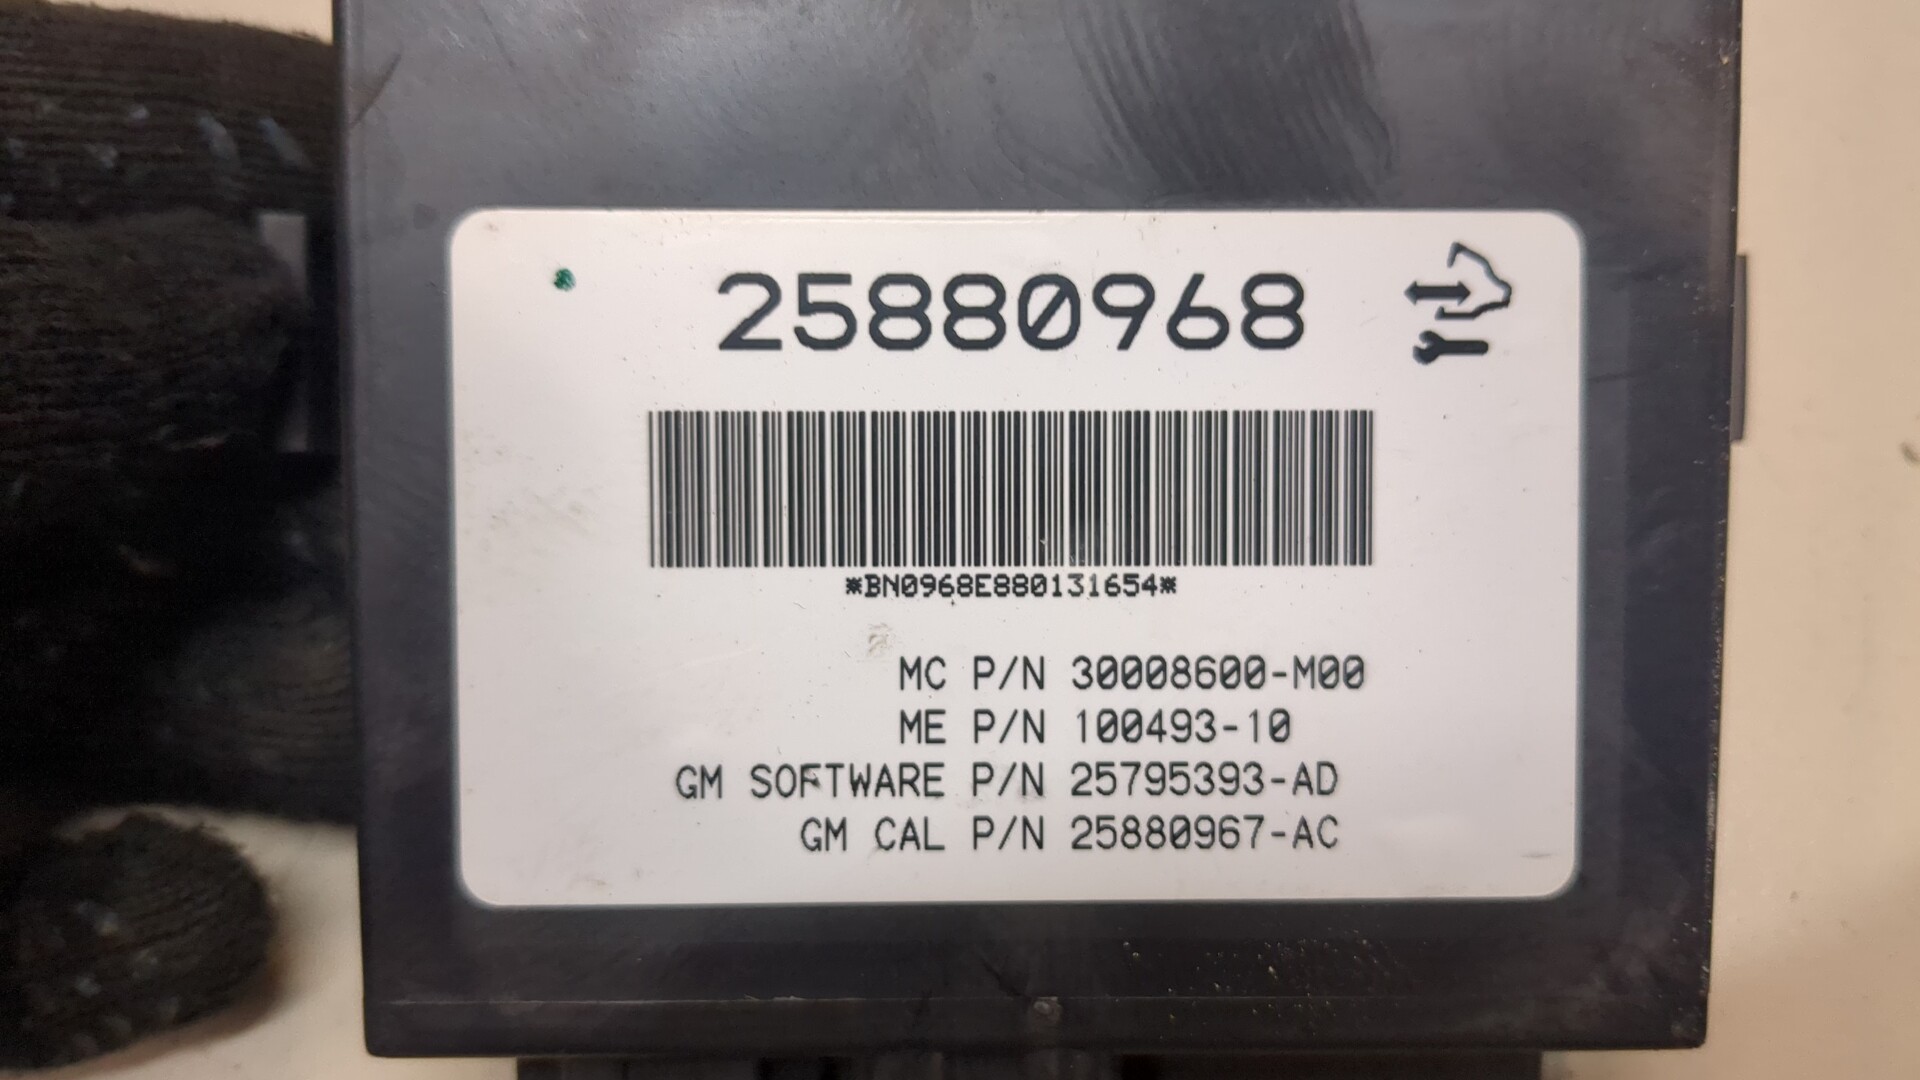 25880968
*BN0968E880131654*
MC P/N 30008600-M00
ME P/N 100493-10
GM SOFTWARE P/N 25795393-AD
GM CAL P/N 25880967-AC